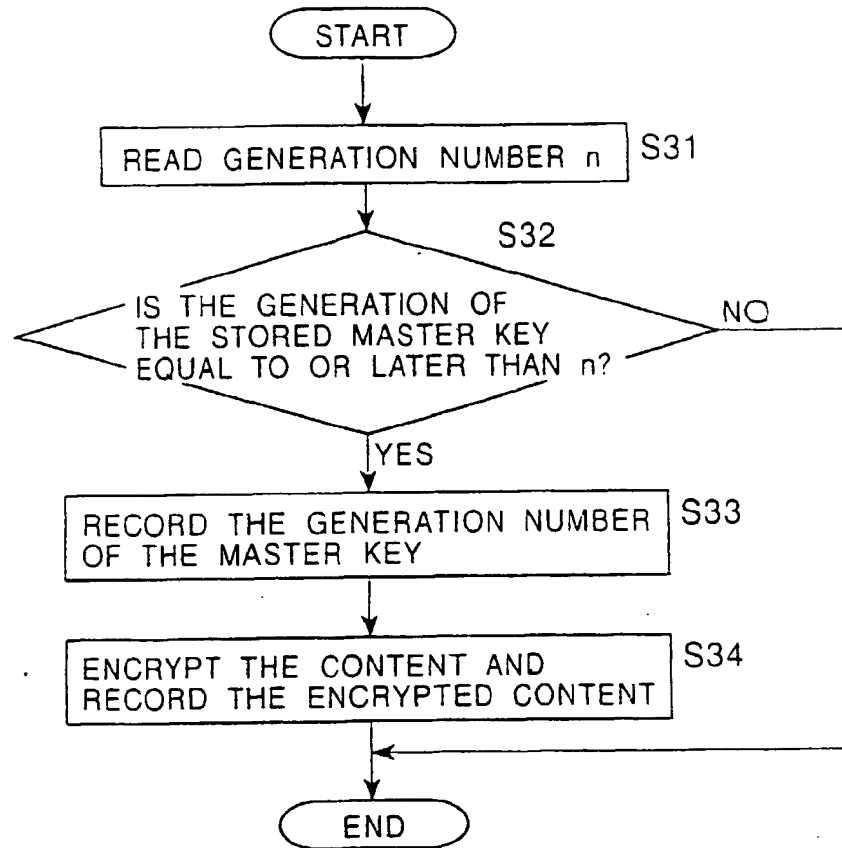 START
READ GENERATION NUMBER n
S31
S32
IS THE GENERATION OF
THE STORED MASTER KEY
EQUAL TO OR LATER THAN n?
NO
YES
RECORD THE GENERATION NUMBER
OF THE MASTER KEY
S33
ENCRYPT THE CONTENT AND
RECORD THE ENCRYPTED CONTENT
S34
END